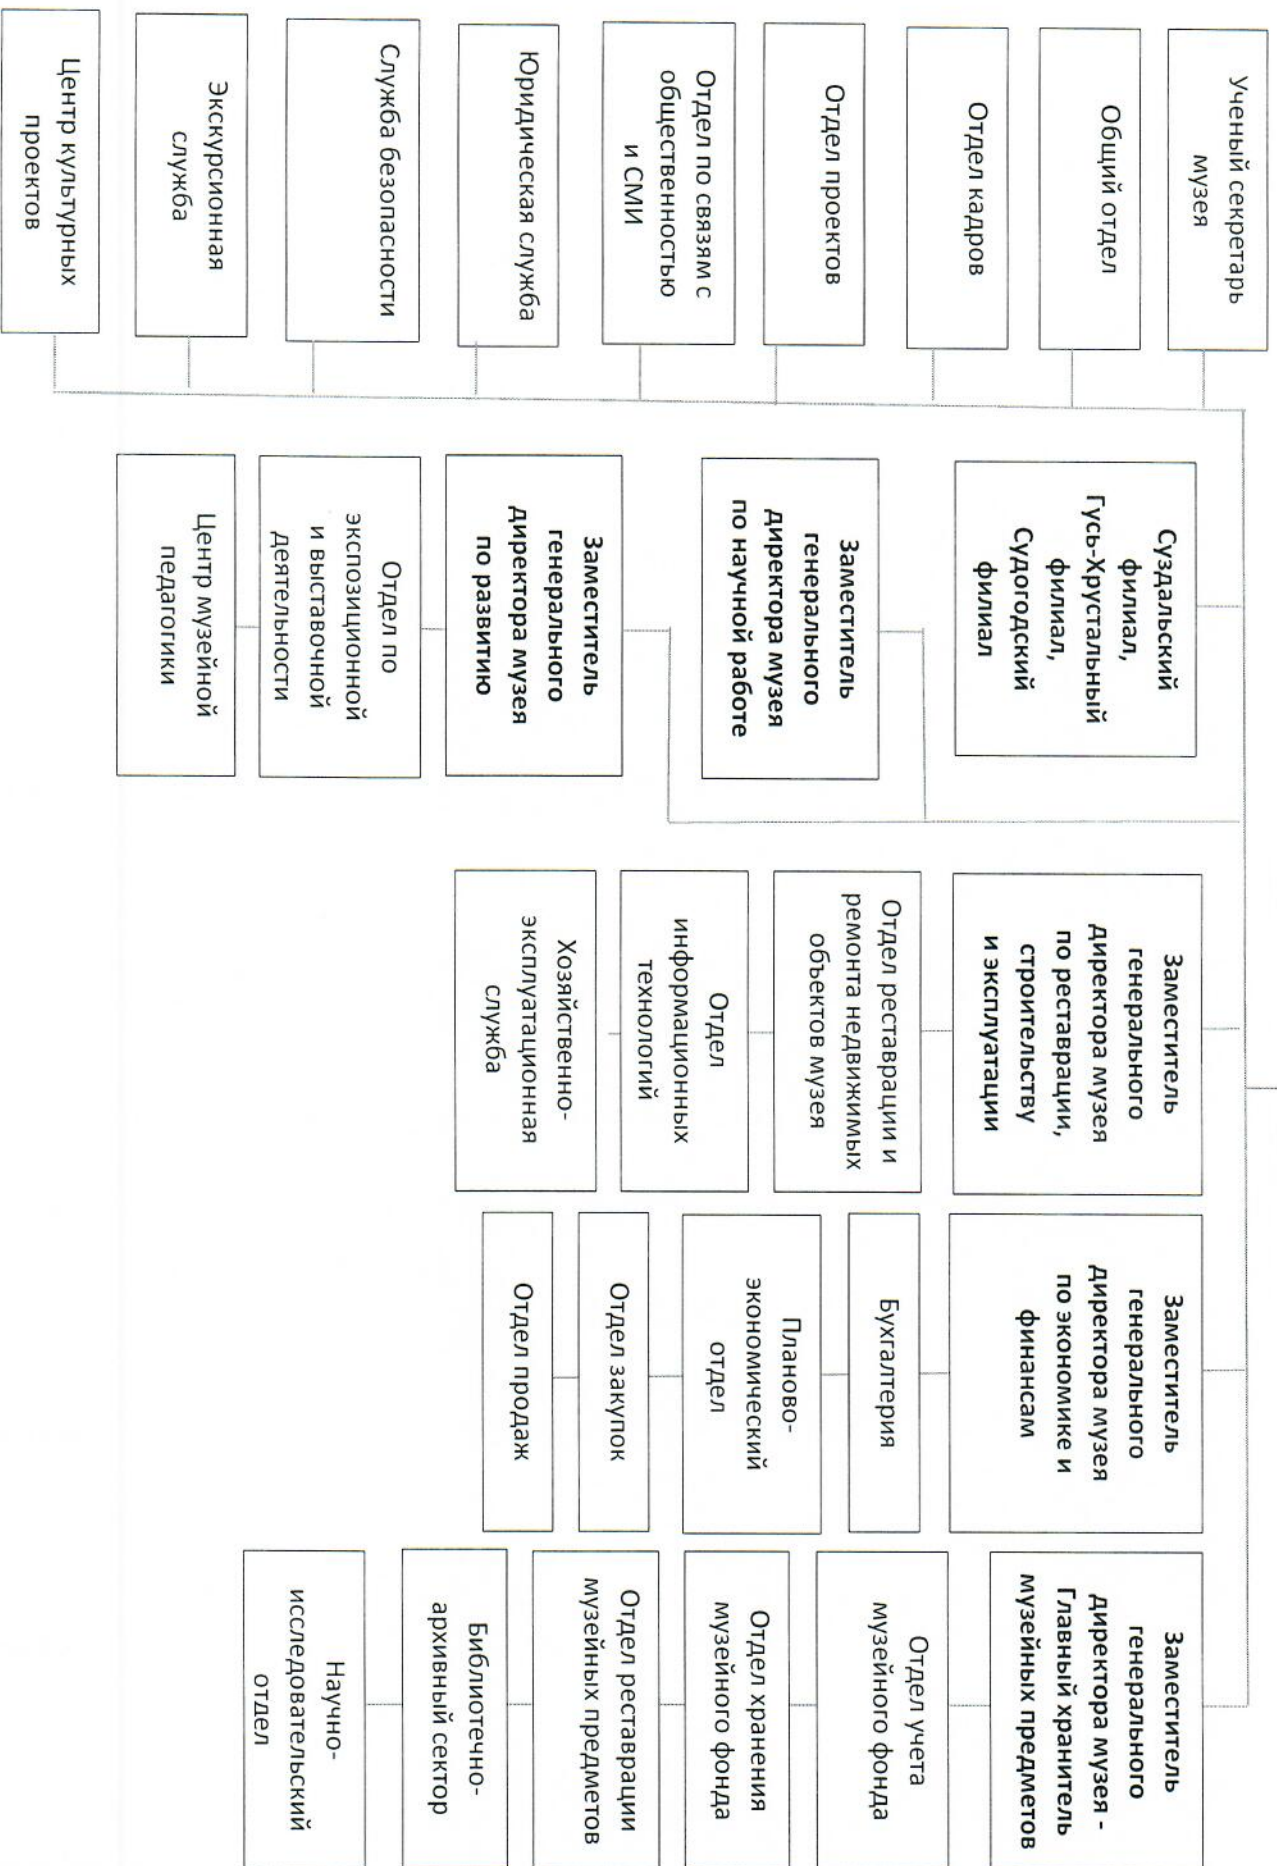 Ученый секретарь
музея
Общий отдел
Отдел кадров
Отдел проектов
Отдел по связям с
общественностью
и СМИ
Юридическая служба
Служба безопасности
Экскурсионная
служба
Центр культурных
проектов
Суздальский
филиал,
Гусь-Хрустальный
филиал,
Судогодский
филиал
Заместитель
генерального
директора музея
по научной работе
Заместитель
генерального
директора музея
по развитию
Отдел по
экспозиционной
и выставочной
деятельности
Центр музейной
педагогики
Заместитель
генерального
директора музея
по реставрации,
строительству
и эксплуатации
Отдел реставрации и
ремонта недвижимых
объектов музея
Отдел
информационных
технологий
Хозяйственно-
эксплуатационная
служба
Заместитель
генерального
директора музея
по экономике и
финансам
Бухгалтерия
Планово-
экономический
отдел
Отдел закупок
Отдел продаж
Заместитель
генерального
директора музея -
Главный хранитель
музейных предметов
Отдел учета
музейного фонда
Отдел хранения
музейного фонда
Отдел реставрации
музейных предметов
Библиотечно-
архивный сектор
Научно-
исследовательский
отдел